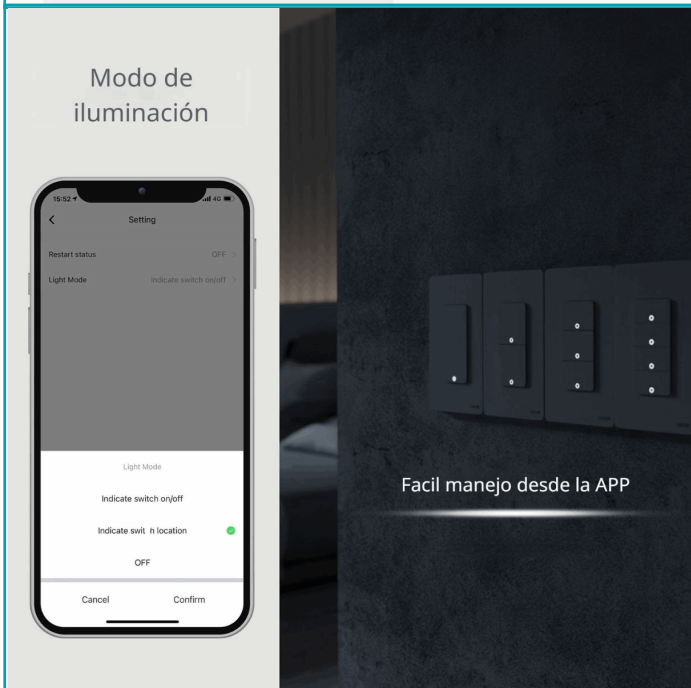 Modo de
iluminación
15:52
4G
Setting
Restart status OFF
Light Mode Indicate switch on/off
Light Mode
Indicate switch on/off
Indicate swit h location
OFF
Cancel Confirm
Facil manejo desde la APP